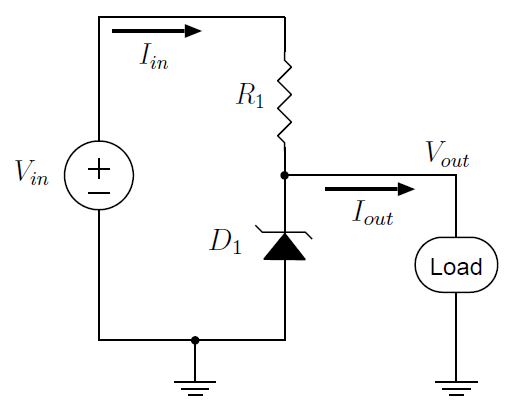 I_in
R_1
V_in
+
−
V_out
I_out
D_1
Load